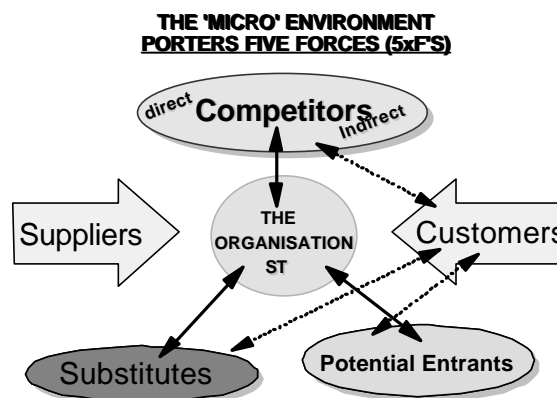 THE 'MICRO' ENVIRONMENT
PORTERS FIVE FORCES (5xF'S)
direct
Competitors
Indirect
Suppliers
THE
ORGANISATION
ST
Customers
Substitutes
Potential Entrants